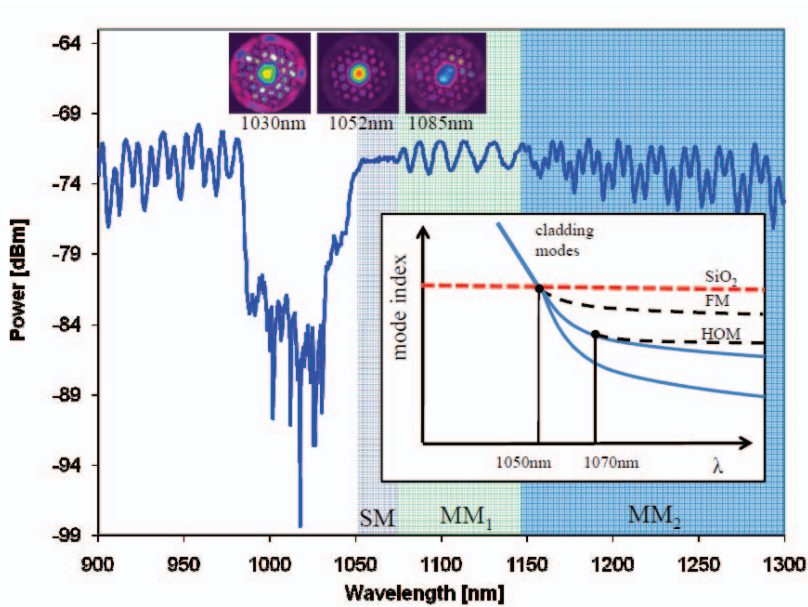 -64
-69
-74
-79
-84
-89
-94
-99
Power [dBm]
1030nm 1052nm 1085nm
cladding
modes
SiO₂
FM
HOM
mode index
1050nm 1070nm λ
SM MM₁ MM₂
900 950 1000 1050 1100 1150 1200 1250 1300
Wavelength [nm]